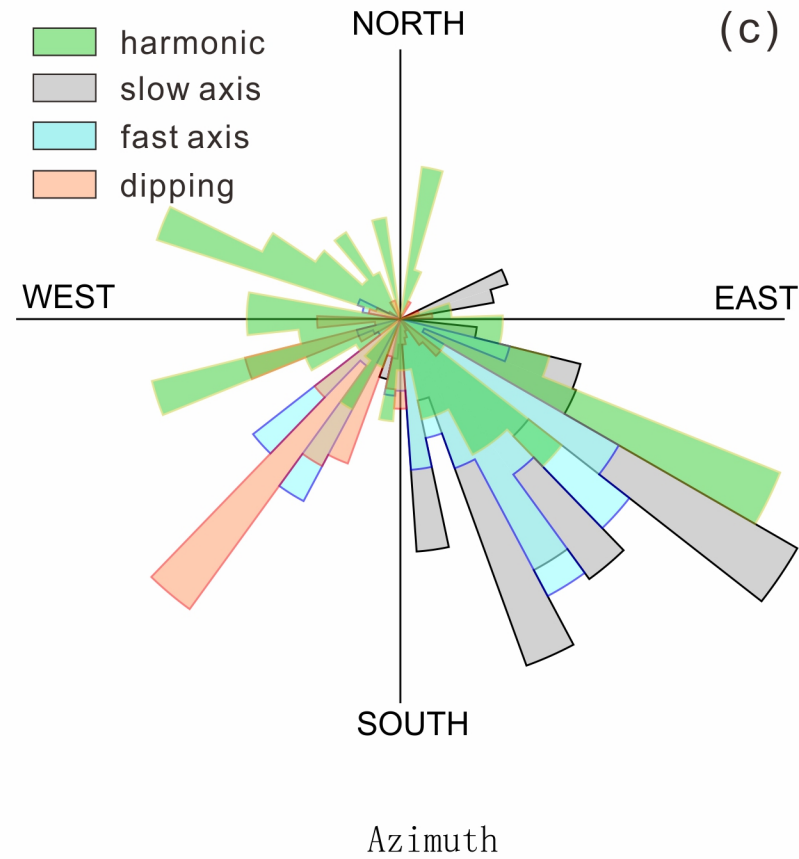 NORTH
(c)
harmonic
slow axis
fast axis
dipping
WEST
EAST
SOUTH
Azimuth